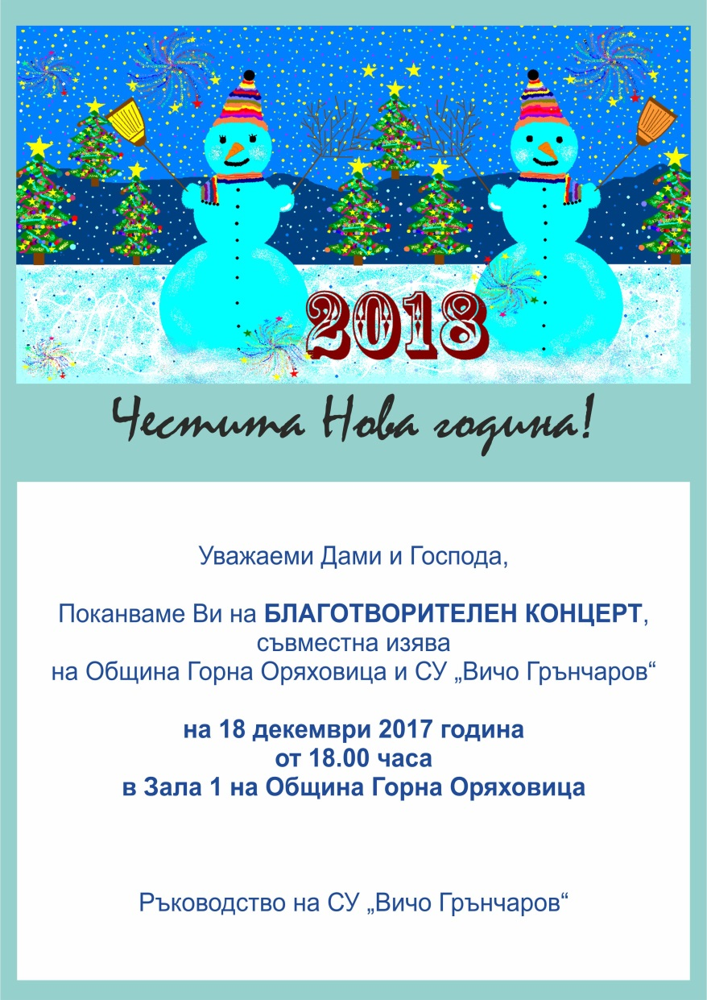 2018
Честита Нова година!
Уважаеми Дами и Господа,
Поканваме Ви на БЛАГОТВОРИТЕЛЕН КОНЦЕРТ,
съвместна изява
на Община Горна Оряховица и СУ „Вичо Грънчаров“
на 18 декември 2017 година
от 18.00 часа
в Зала 1 на Община Горна Оряховица
Ръководство на СУ „Вичо Грънчаров“